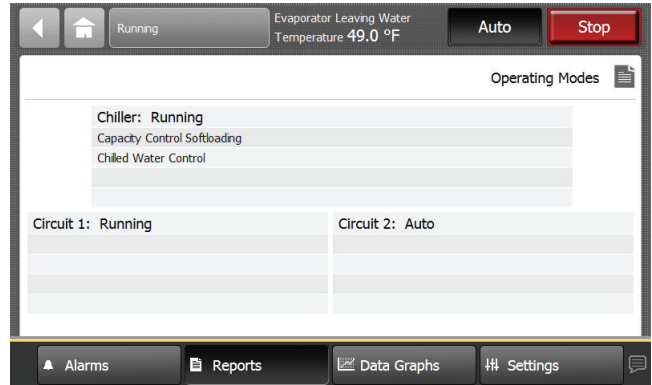 Running
Evaporator Leaving Water
Temperature 49.0 °F
Auto
Stop
Operating Modes
Chiller: Running
Capacity Control Softloading
Chilled Water Control
Circuit 1: Running
Circuit 2: Auto
Alarms
Reports
Data Graphs
Settings